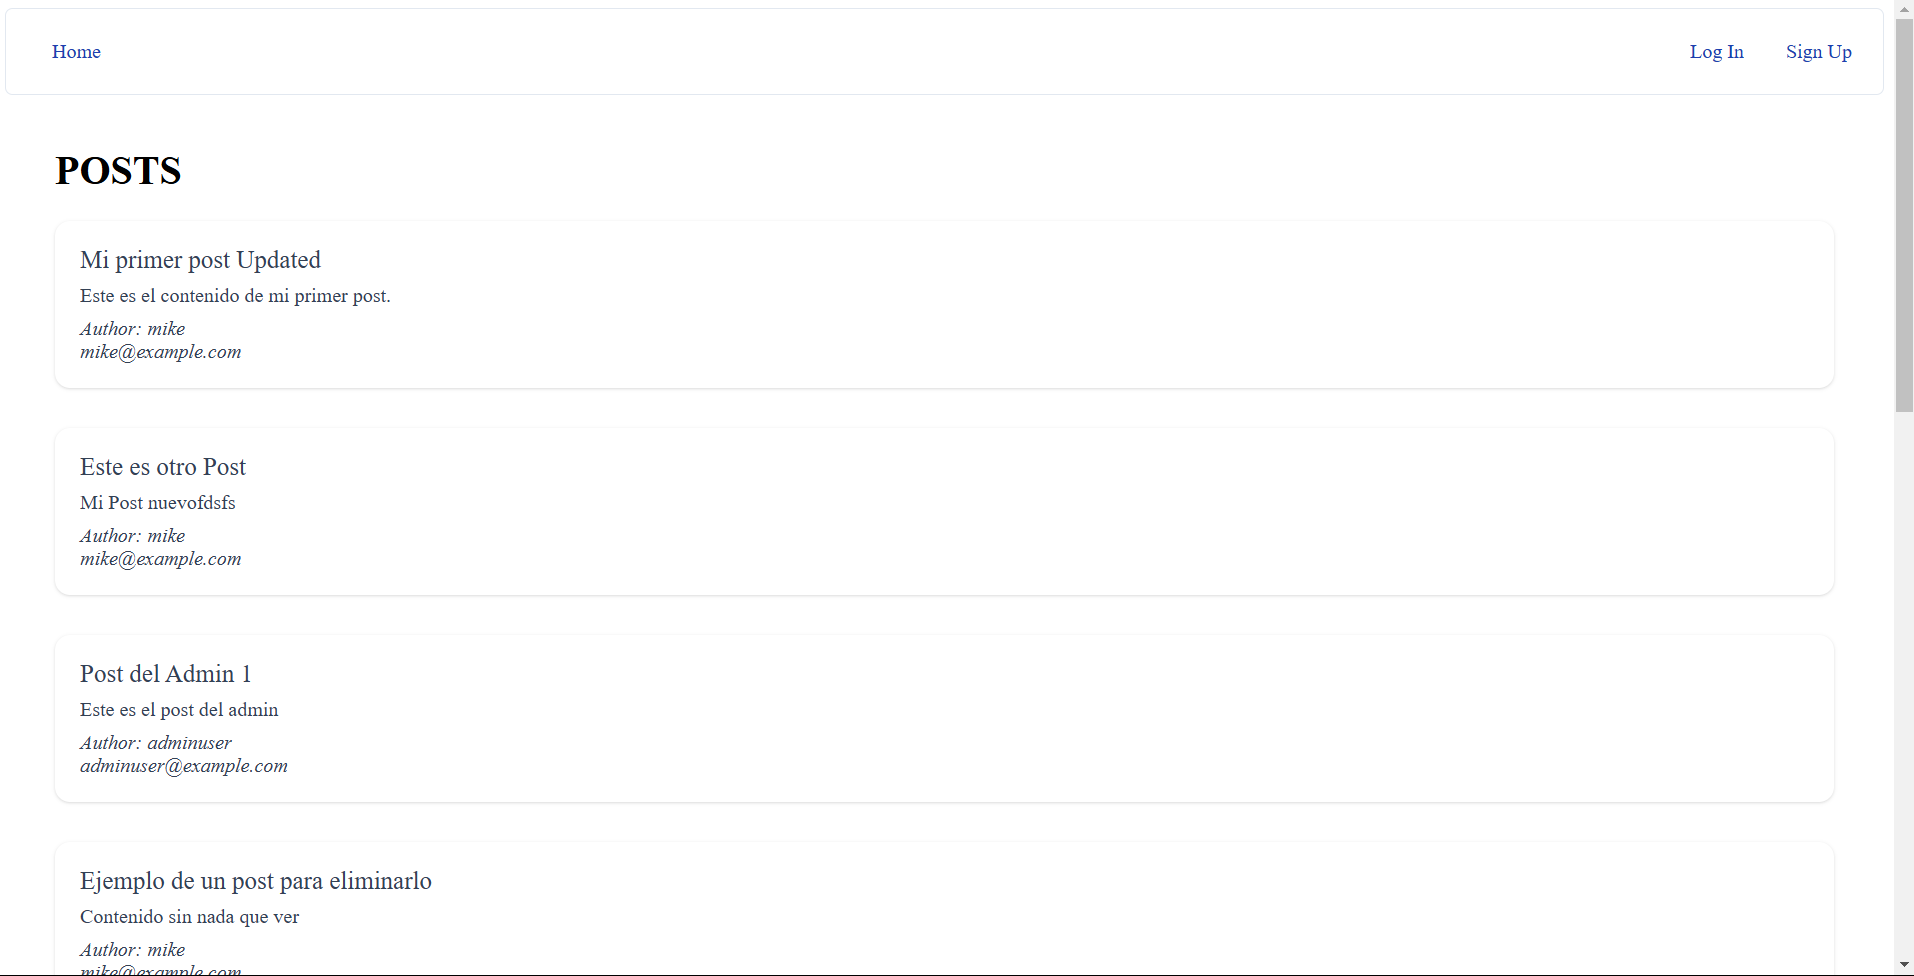 Home
Log In
Sign Up
POSTS
Mi primer post Updated
Este es el contenido de mi primer post.
Author: mike
mike@example.com
Este es otro Post
Mi Post nuevofdsfs
Author: mike
mike@example.com
Post del Admin 1
Este es el post del admin
Author: adminuser
adminuser@example.com
Ejemplo de un post para eliminarlo
Contenido sin nada que ver
Author: mike
mike@example.com